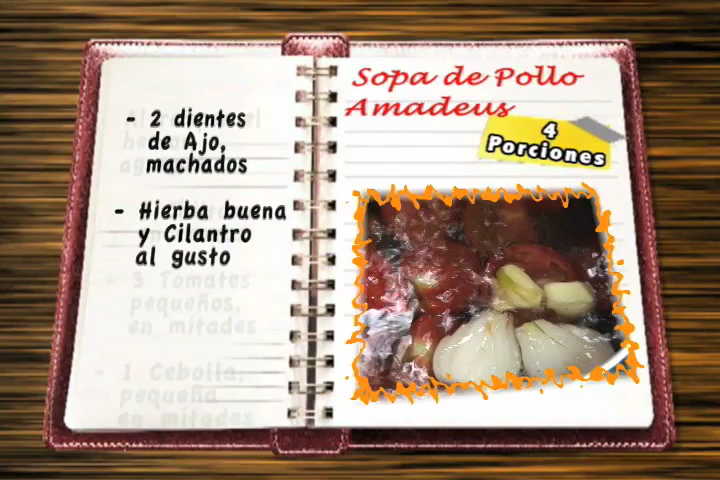 - 2 dientes
de Ajo,
machados
- Hierba buena
y Cilantro
al gusto
- 3 Tomates
pequeños,
en mitades
- 1 Cebolla,
pequeña
en mitades
Sopa de Pollo
Amadeus
4
Porciones